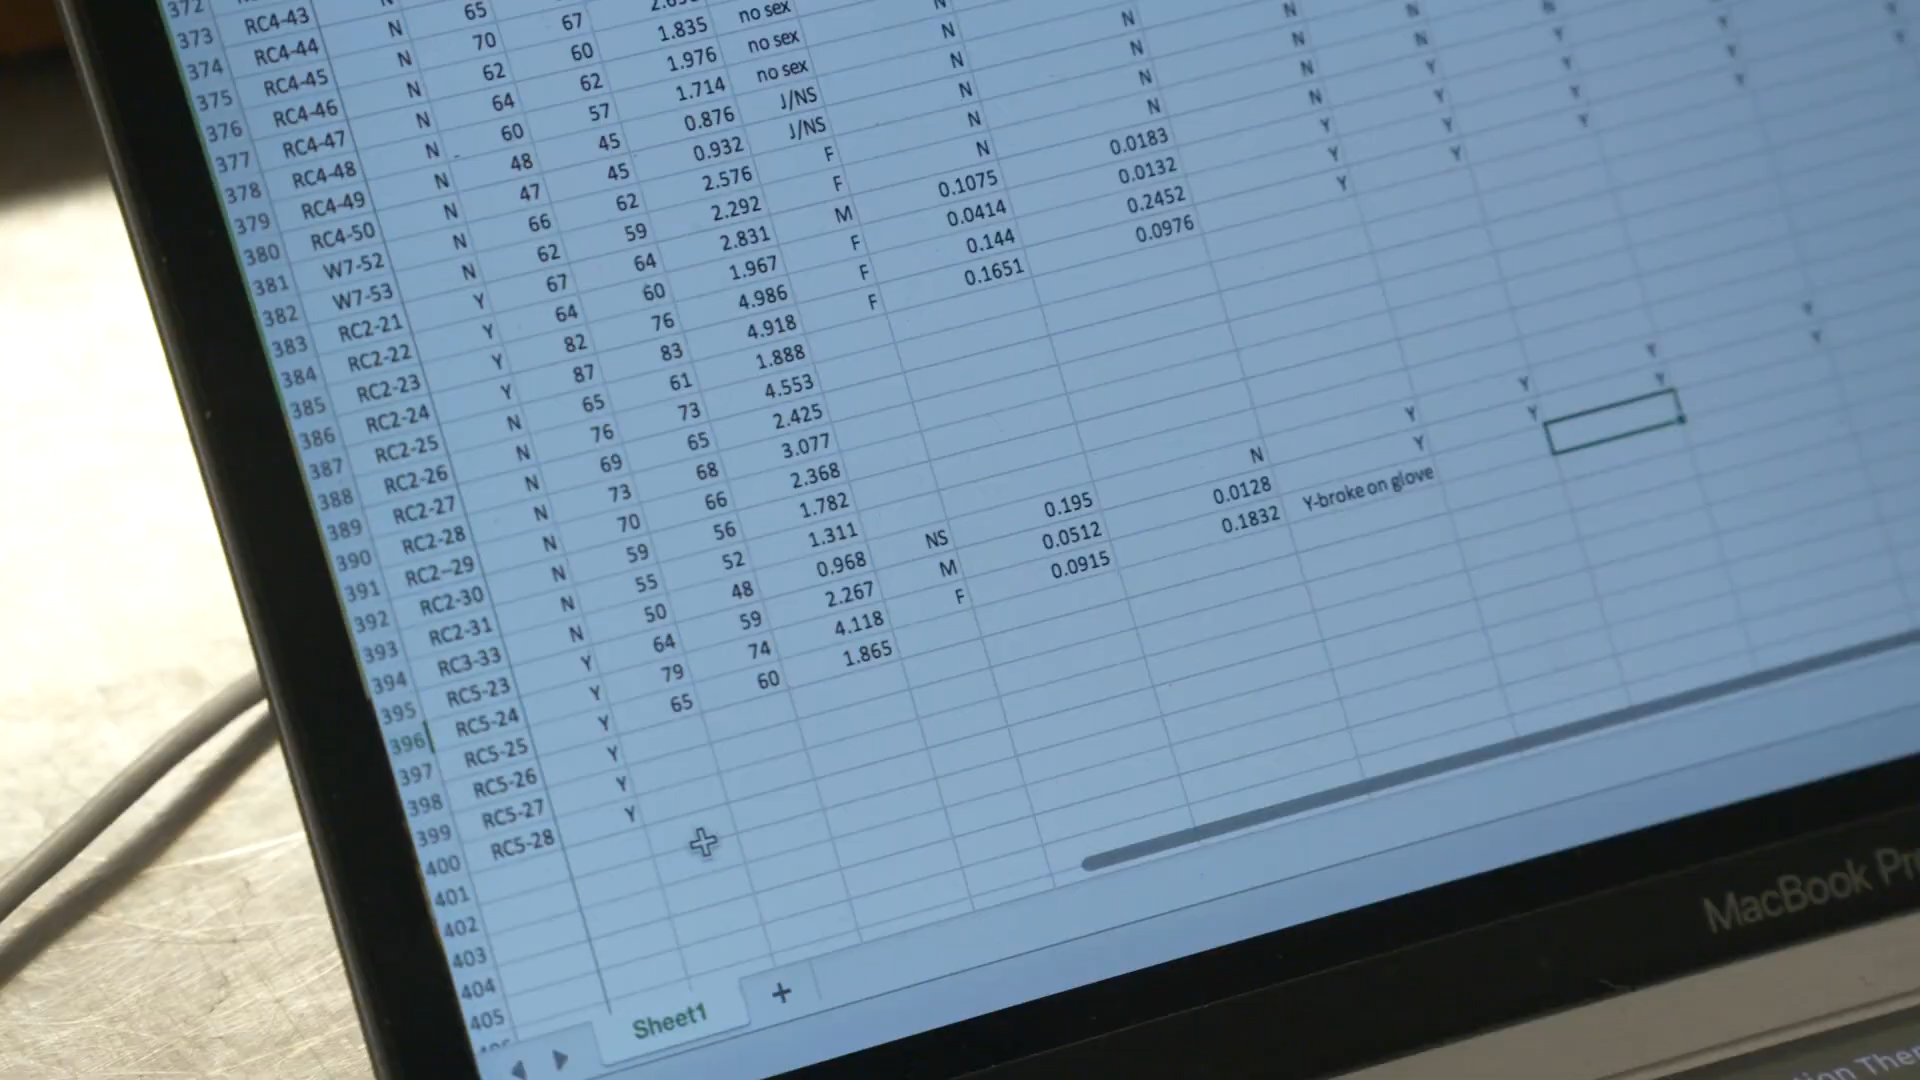 372
373 RC4-43
374 RC4-44 N 65
375 RC4-45 N 70 67
376 RC4-46 N 62 60 1.835 no sex
377 RC4-47 N 64 62 1.976 no sex N
378 RC4-48 N 60 57 1.714 no sex N
379 RC4-49 N 48 45 0.876 J/NS N N
380 RC4-50 N 47 45 0.932 J/NS N N N
381 W7-52 N 66 62 2.576 F N N N N
382 W7-53 N 62 59 2.292 F N N N N N
383 RC2-21 Y 67 64 2.831 M 0.1075 0.0183 N Y Y
384 RC2-22 Y 64 60 1.967 F 0.0414 0.0132 Y Y Y Y
385 RC2-23 Y 82 76 4.986 F 0.144 0.2452 Y Y Y Y Y
386 RC2-24 Y 87 83 4.918 F 0.1651 0.0976 Y Y Y Y Y
387 RC2-25 N 65 61 1.888
388 RC2-26 N 76 73 4.553
389 RC2-27 N 69 65 2.425
390 RC2-28 N 73 68 3.077
391 RC2--29 N 70 66 2.368
392 RC2-30 N 59 56 1.782
393 RC2-31 N 55 52 1.311
394 RC3-33 N 50 48 0.968 NS 0.195 N Y Y Y Y
395 RC5-23 Y 64 59 2.267 M 0.0512 0.0128 Y Y Y Y
396 RC5-24 Y 79 74 4.118 F 0.0915 0.1832 Y-broke on glove
397 RC5-25 Y 65 60 1.865
398 RC5-26 Y
399 RC5-27 Y
400 RC5-28 Y
401
402
403
404
405
Sheet1
MacBook